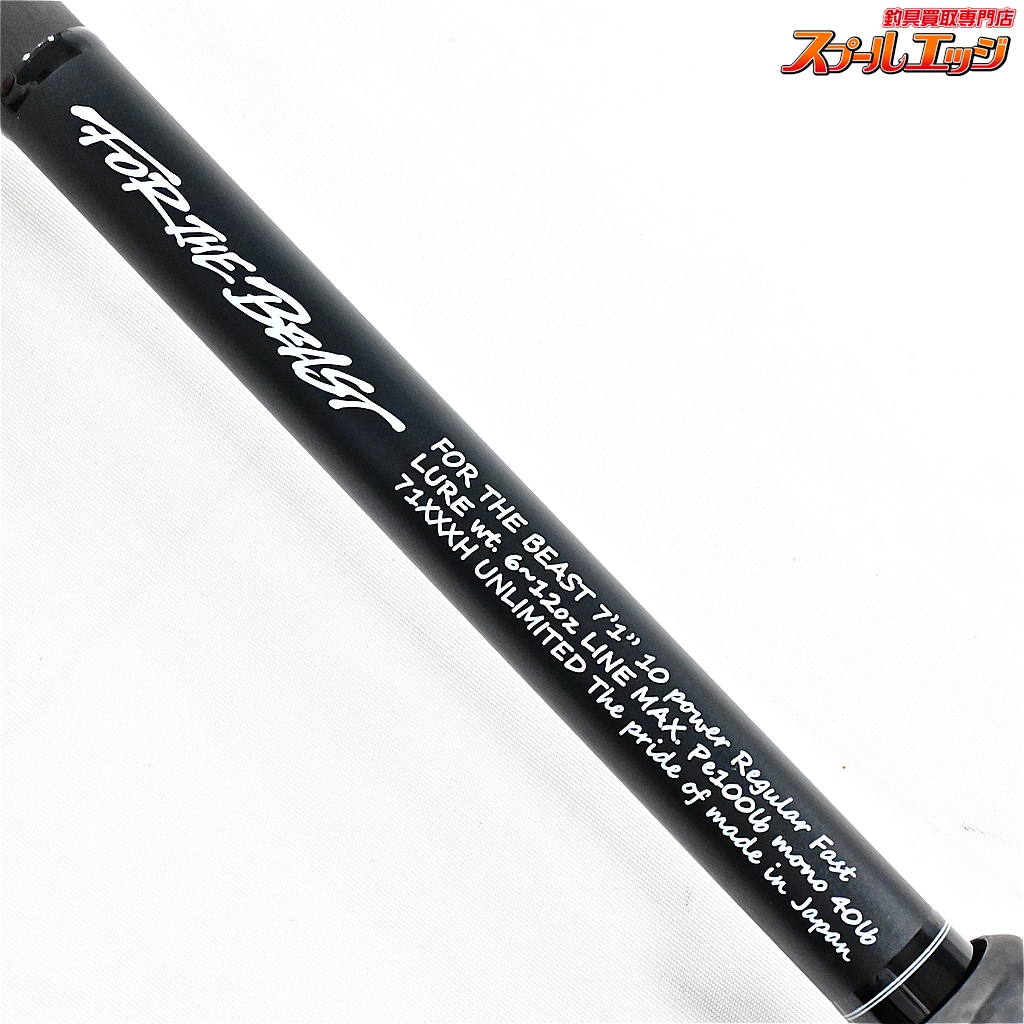 釣具買取専門店
スプールエッジ
FOR THE BEAST
FOR THE BEAST 7'1" 10 power Regular Fast
LURE wt. 6~12oz LINE MAX. Pe100lb mono 40lb
71XXXH UNLIMITED The pride of made in Japan